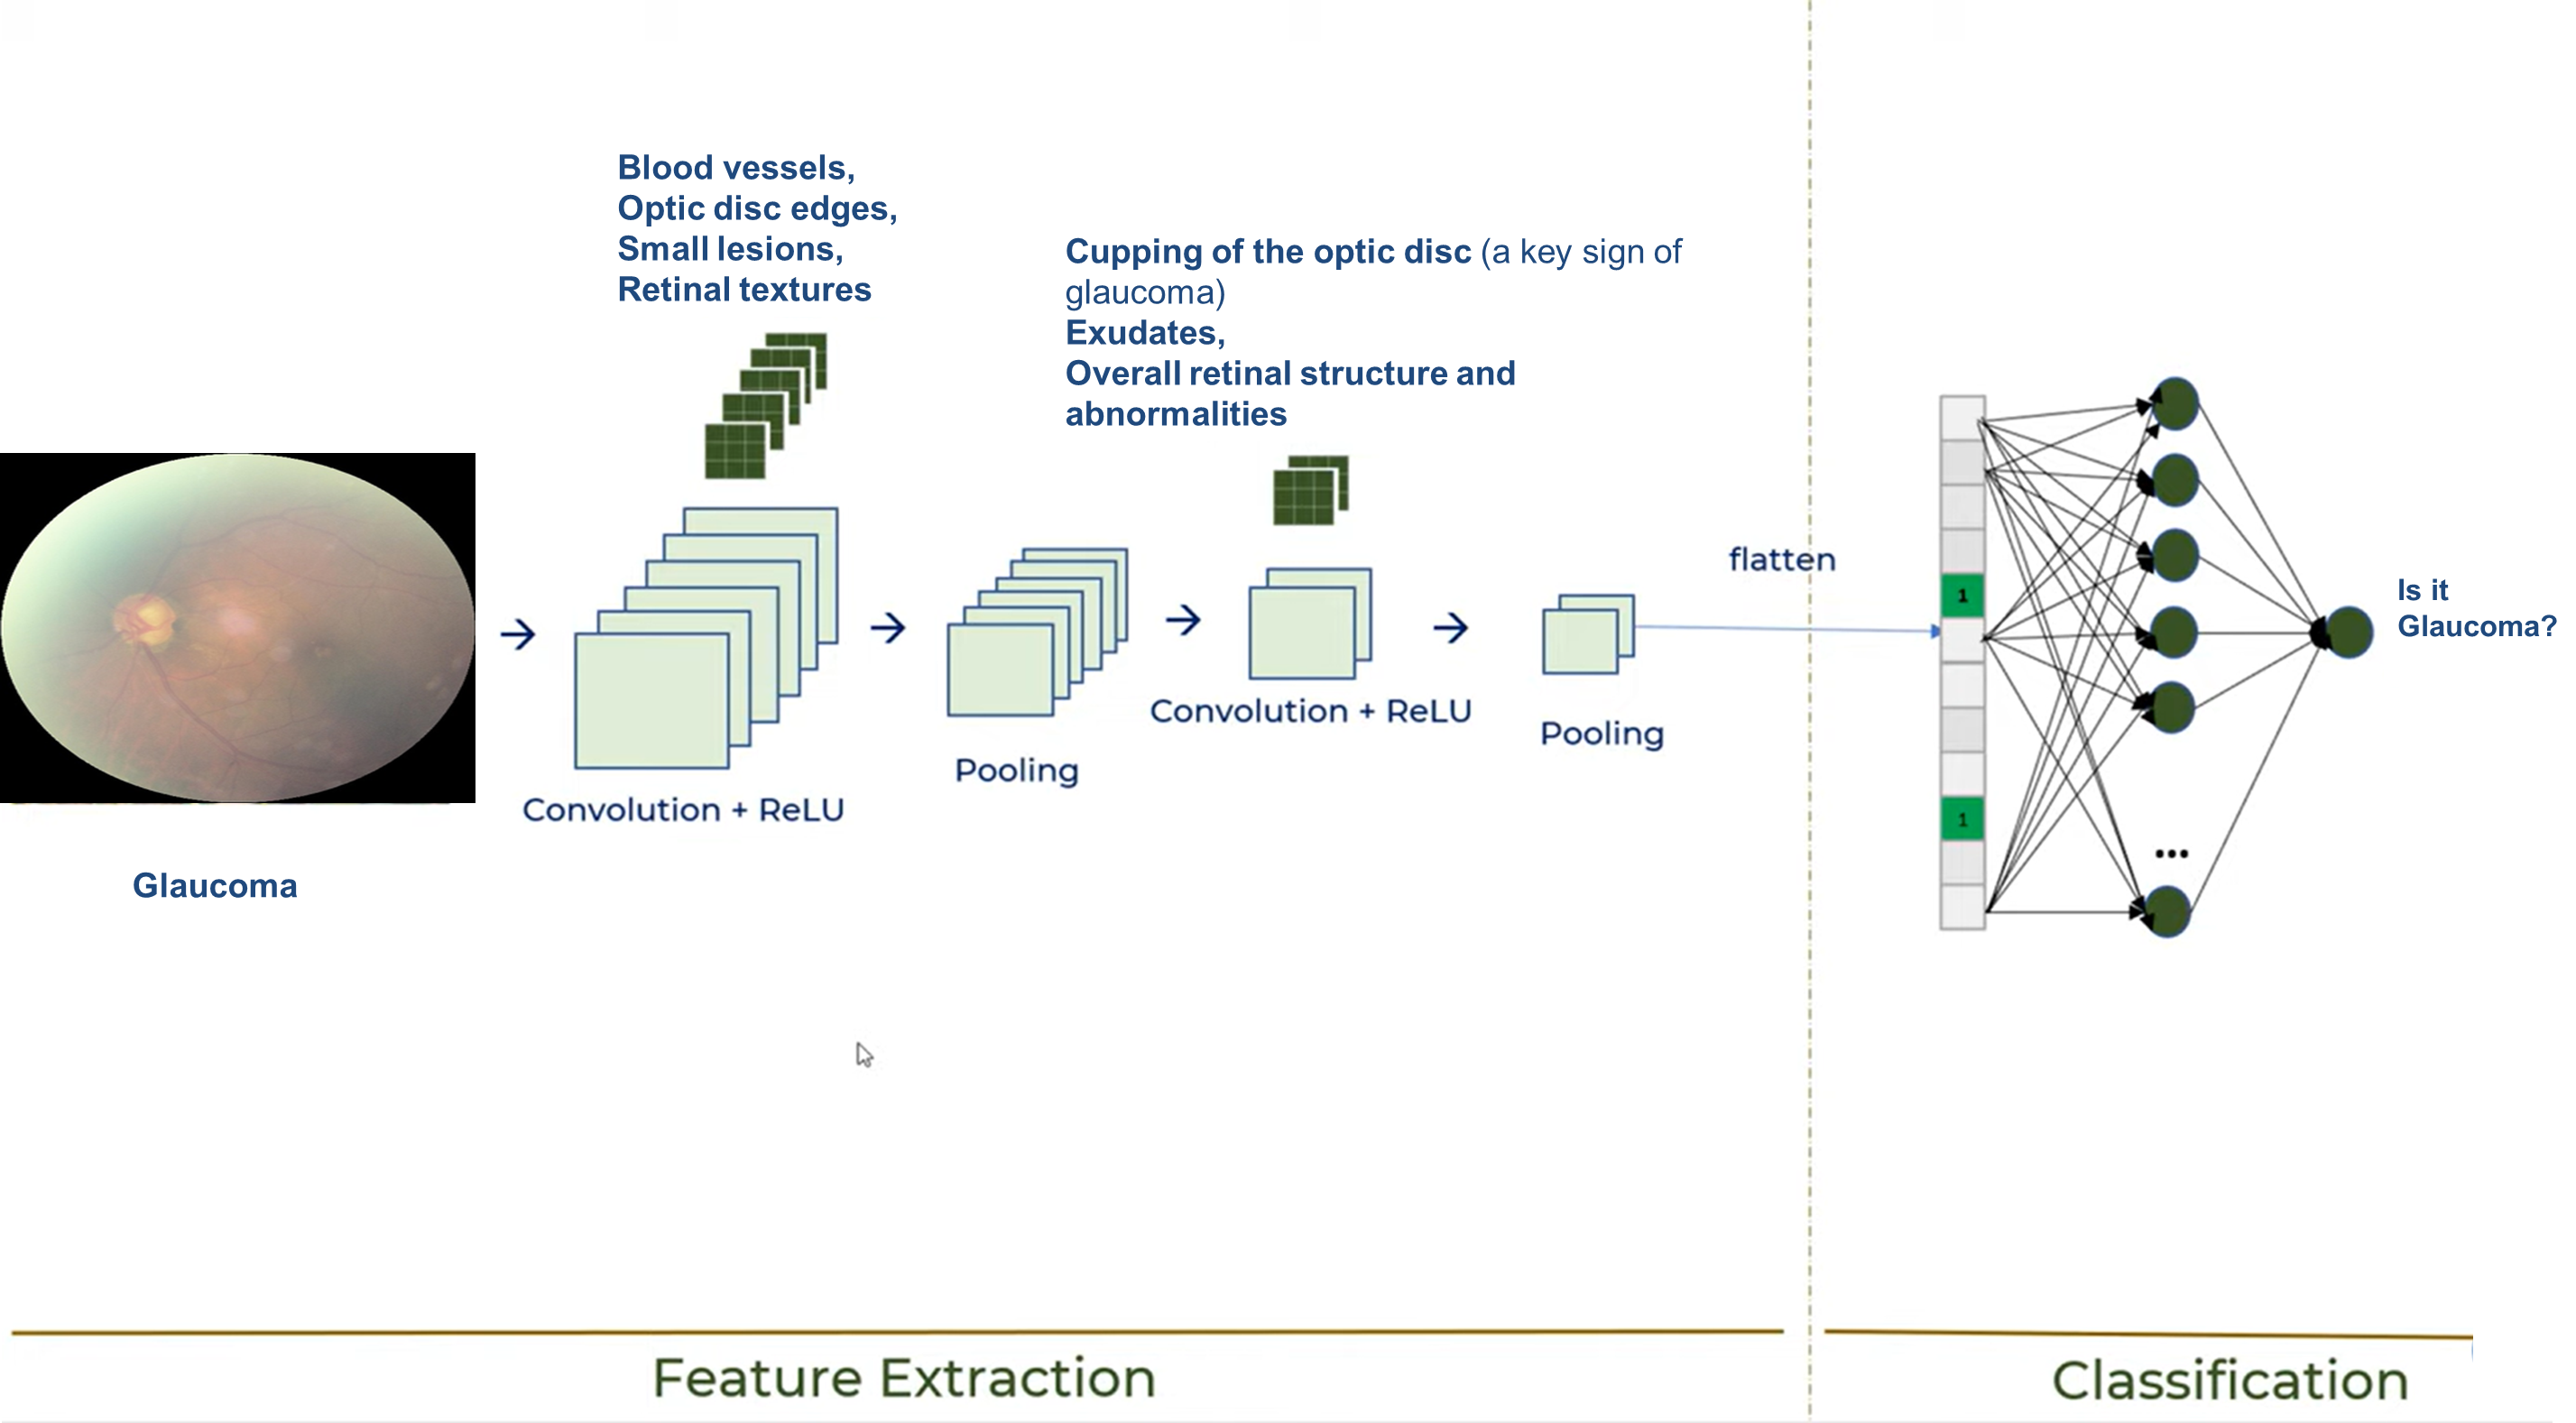 Blood vessels,
Optic disc edges,
Small lesions,
Retinal textures
Cupping of the optic disc (a key sign of
glaucoma)
Exudates,
Overall retinal structure and
abnormalities
Glaucoma
Convolution + ReLU
Pooling
Convolution + ReLU
Pooling
flatten
1
1
...
Is it
Glaucoma?
Feature Extraction
Classification